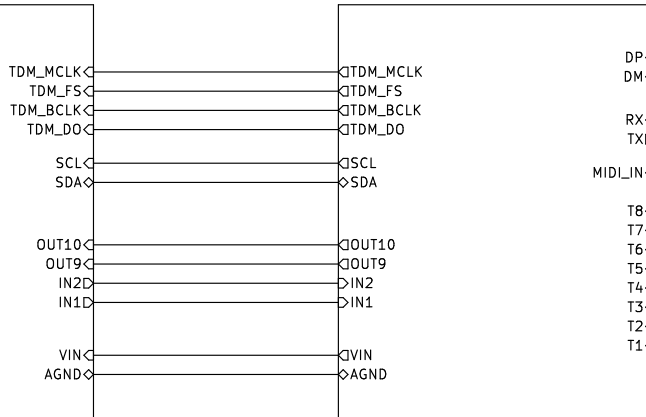 TDM_MCLK TDM_MCLK
TDM_FS TDM_FS
TDM_BCLK TDM_BCLK
TDM_DO TDM_DO
SCL SCL
SDA SDA
OUT10 OUT10
OUT9 OUT9
IN2 IN2
IN1 IN1
VIN VIN
AGND AGND
DP
DM
RX
TX
MIDI_IN
T8
T7
T6
T5
T4
T3
T2
T1